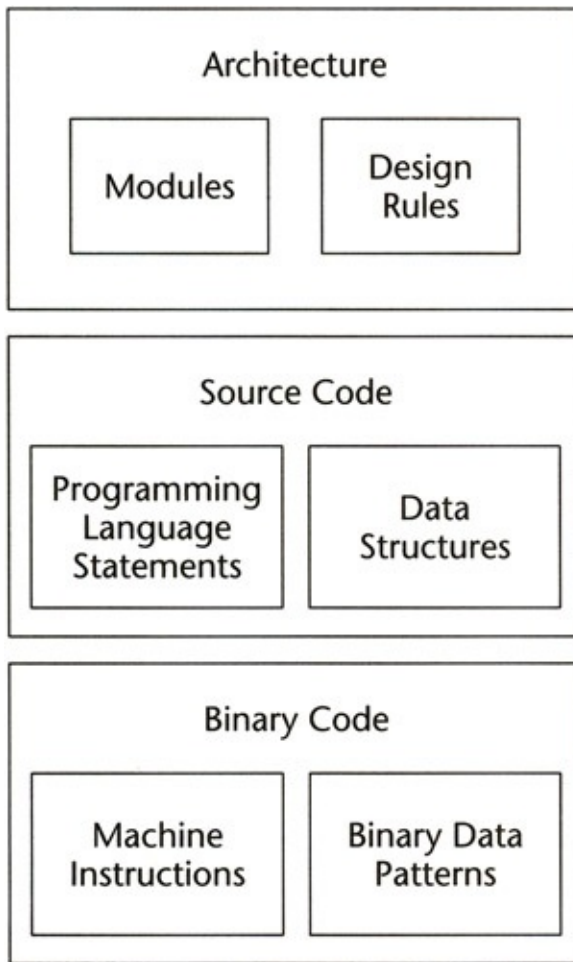 Architecture
Modules
Design
Rules
Source Code
Programming
Language
Statements
Data
Structures
Binary Code
Machine
Instructions
Binary Data
Patterns